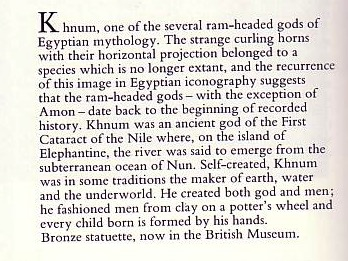 Khnum, one of the several ram-headed gods of
Egyptian mythology. The strange curling horns
with their horizontal projection belonged to a
species which is no longer extant, and the recurrence
of this image in Egyptian iconography suggests
that the ram-headed gods – with the exception of
Amon – date back to the beginning of recorded
history. Khnum was an ancient god of the First
Cataract of the Nile where, on the island of
Elephantine, the river was said to emerge from the
subterranean ocean of Nun. Self-created, Khnum
was in some traditions the maker of earth, water
and the underworld. He created both god and men;
he fashioned men from clay on a potter's wheel and
every child born is formed by his hands.
Bronze statuette, now in the British Museum.